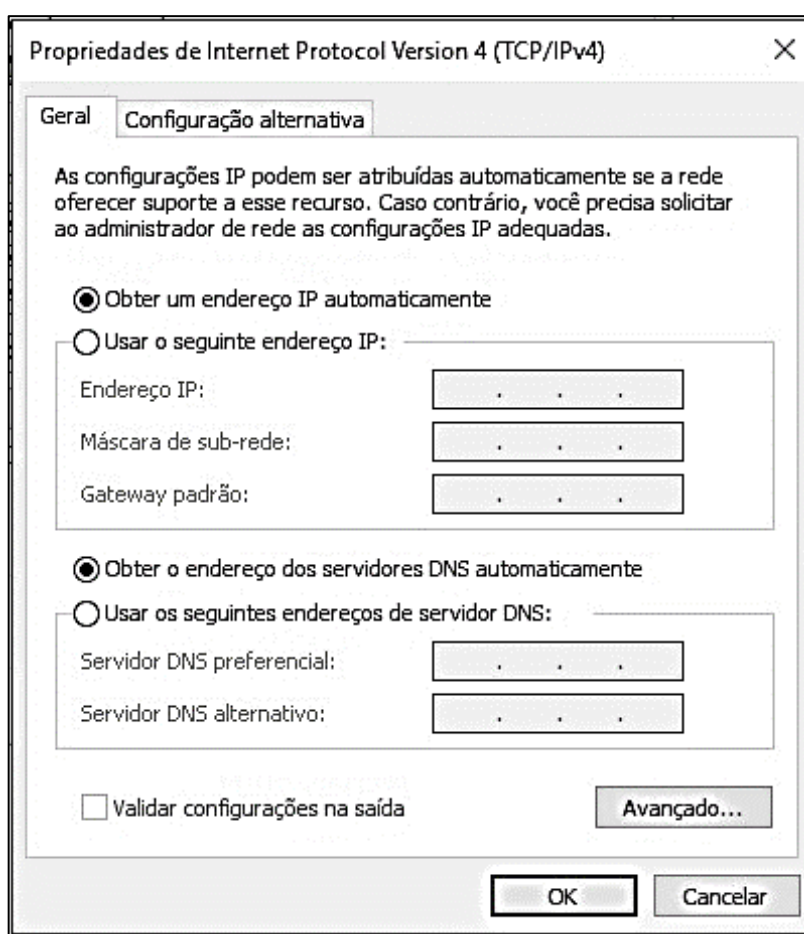 Propriedades de Internet Protocol Version 4 (TCP/IPv4)
Geral
Configuração alternativa
As configurações IP podem ser atribuídas automaticamente se a rede
oferecer suporte a esse recurso. Caso contrário, você precisa solicitar
ao administrador de rede as configurações IP adequadas.
Obter um endereço IP automaticamente
Usar o seguinte endereço IP:
Endereço IP:
Máscara de sub-rede:
Gateway padrão:
Obter o endereço dos servidores DNS automaticamente
Usar os seguintes endereços de servidor DNS:
Servidor DNS preferencial:
Servidor DNS alternativo:
Validar configurações na saída
Avançado...
OK
Cancelar